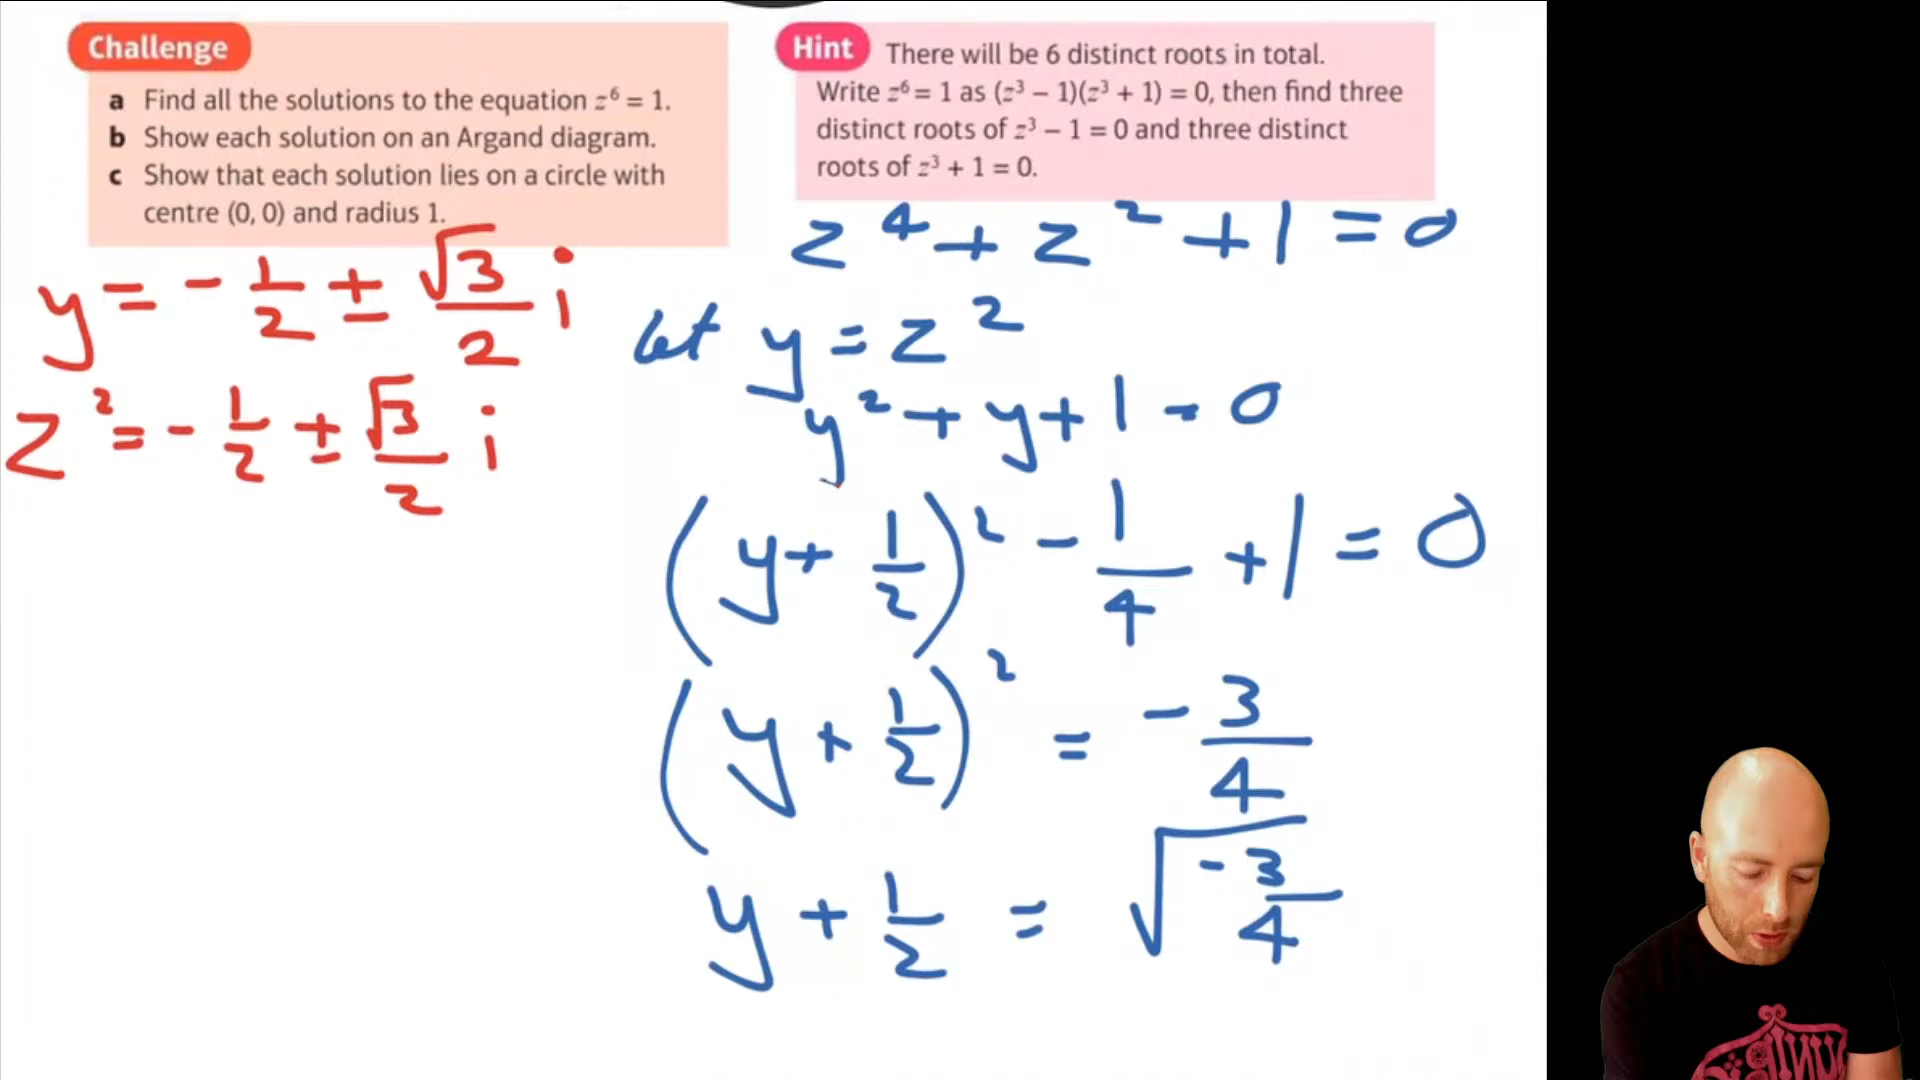 Challenge
a Find all the solutions to the equation z⁶ = 1.
b Show each solution on an Argand diagram.
c Show that each solution lies on a circle with
centre (0, 0) and radius 1.
Hint There will be 6 distinct roots in total.
Write z⁶ = 1 as (z³ − 1)(z³ + 1) = 0, then find three
distinct roots of z³ − 1 = 0 and three distinct
roots of z³ + 1 = 0.
y = - 1/2 ± √3/2 i
z² = - 1/2 ± √3/2 i
z⁴ + z² + 1 = 0
let y = z²
y² + y + 1 = 0
(y + 1/2)² - 1/4 + 1 = 0
(y + 1/2)² = - 3/4
y + 1/2 = √(-3/4)